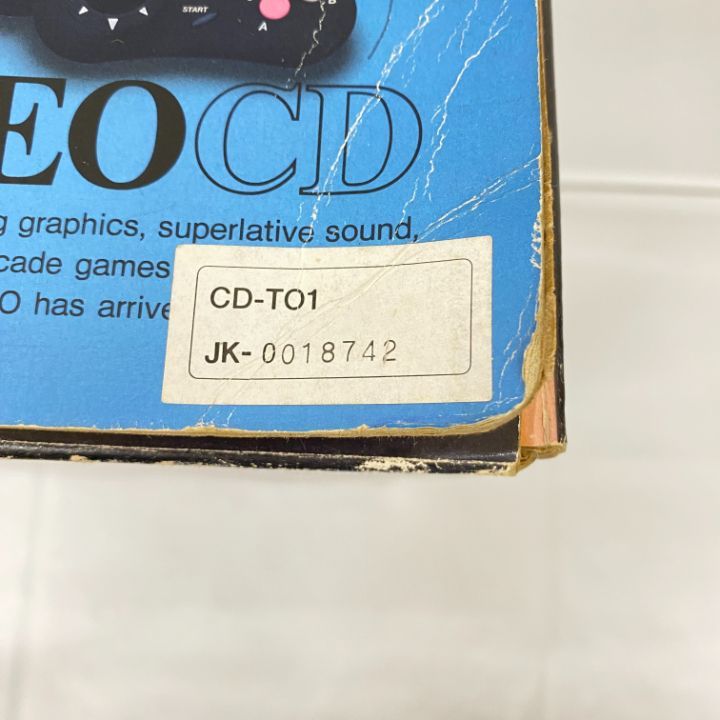 START
B
A
EOCD
g graphics, superlative sound,
cade games
O has arrive
CD-TO1
JK-0018742